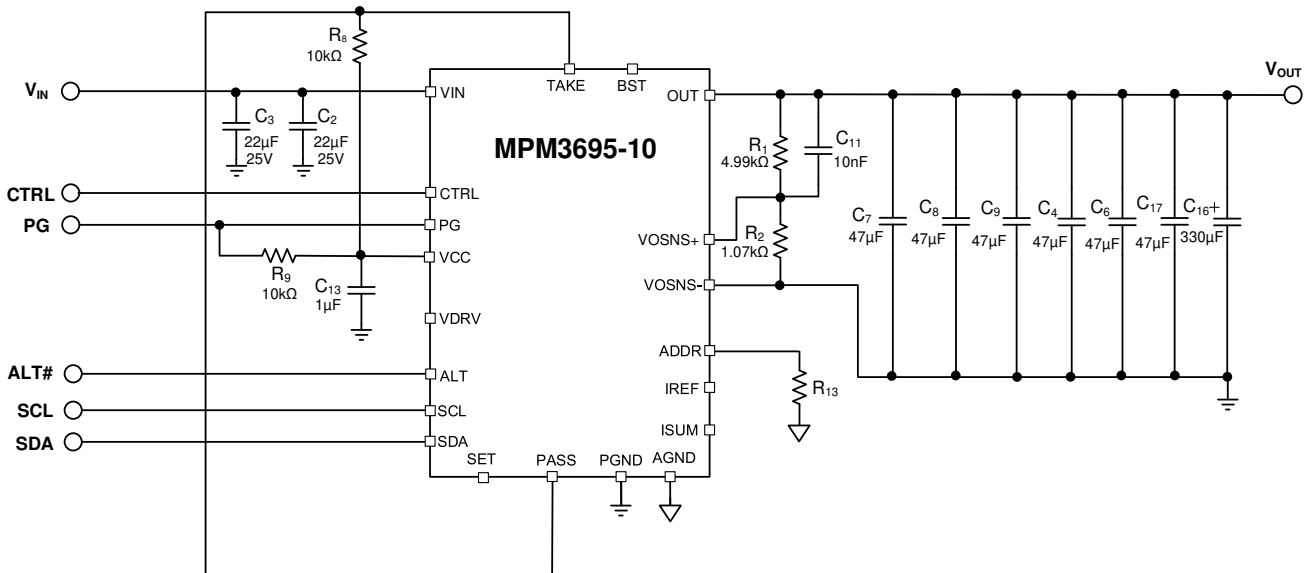 R8
10kΩ
VIN
TAKE
BST
VIN
OUT
VOUT
C3
22µF
25V
C2
22µF
25V
MPM3695-10
R1
4.99kΩ
C11
10nF
CTRL
CTRL
PG
PG
VOSNS+
R2
1.07kΩ
C7
47µF
C8
47µF
C9
47µF
C4
47µF
C6
47µF
C17
47µF
C16+
330µF
R9
10kΩ
VCC
C13
1µF
VOSNS-
VDRV
ADDR
R13
ALT#
ALT
IREF
SCL
SCL
ISUM
SDA
SDA
SET
PASS
PGND
AGND